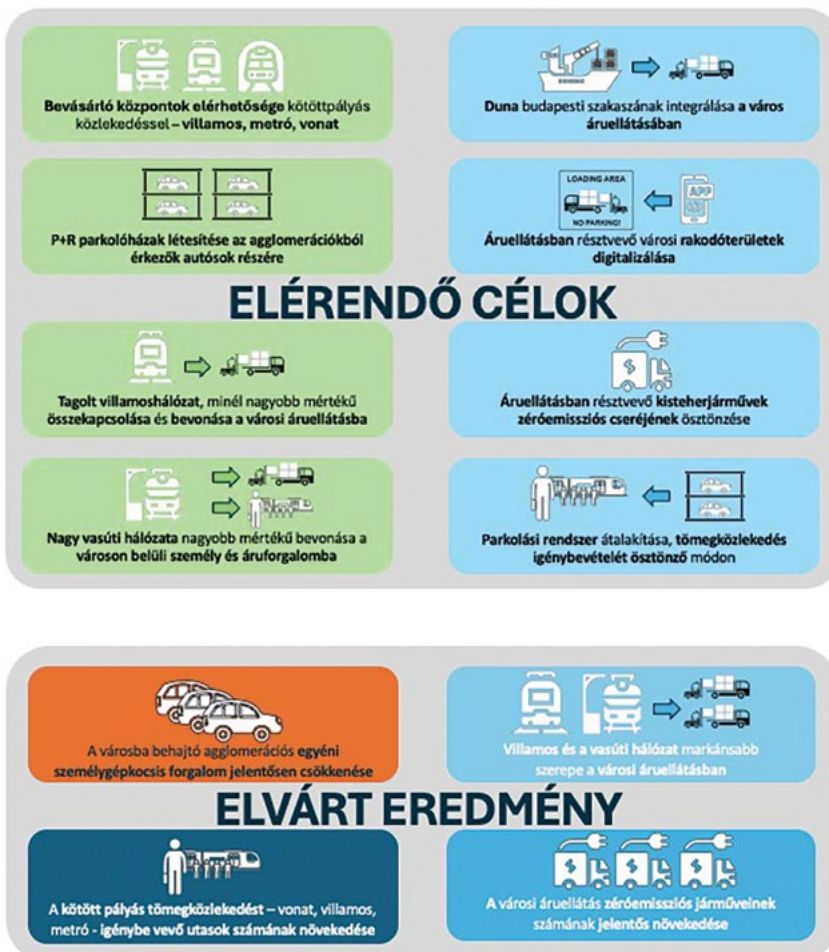 Bevásárló központok elérhetősége kötöttpályás
közlekedéssel – villamos, metró, vonat
Duna budapesti szakaszának integrálása a város
áruellátásában
P+R parkolóházak létesítése az agglomerációkból
érkezők autósok részére
LOADING AREA
NO PARKING!
APP
Áruellátásban résztvevő városi rakodóterületek
digitalizálása
ELÉRENDŐ CÉLOK
Tagolt villamoshálózat, minél nagyobb mértékű
összekapcsolása és bevonása a városi áruellátásba
Áruellátásban résztvevő kisteherjárművek
zéróemissziós cseréjének ösztönzése
Nagy vasúti hálózata nagyobb mértékű bevonása a
városon belüli személy és áruforgalomba
Parkolási rendszer átalakítása, tömegközlekedés
igénybevételét ösztönző módon
A városba behajtó agglomerációs egyéni
személygépkocsis forgalom jelentősen csökkenése
Villamos és a vasúti hálózat markánsabb
szerepe a városi áruellátásban
ELVÁRT EREDMÉNY
A kötött pályás tömegközlekedést – vonat, villamos,
metró - igénybe vevő utasok számának növekedése
A városi áruellátás zéróemissziós járműveinek
számának jelentős növekedése